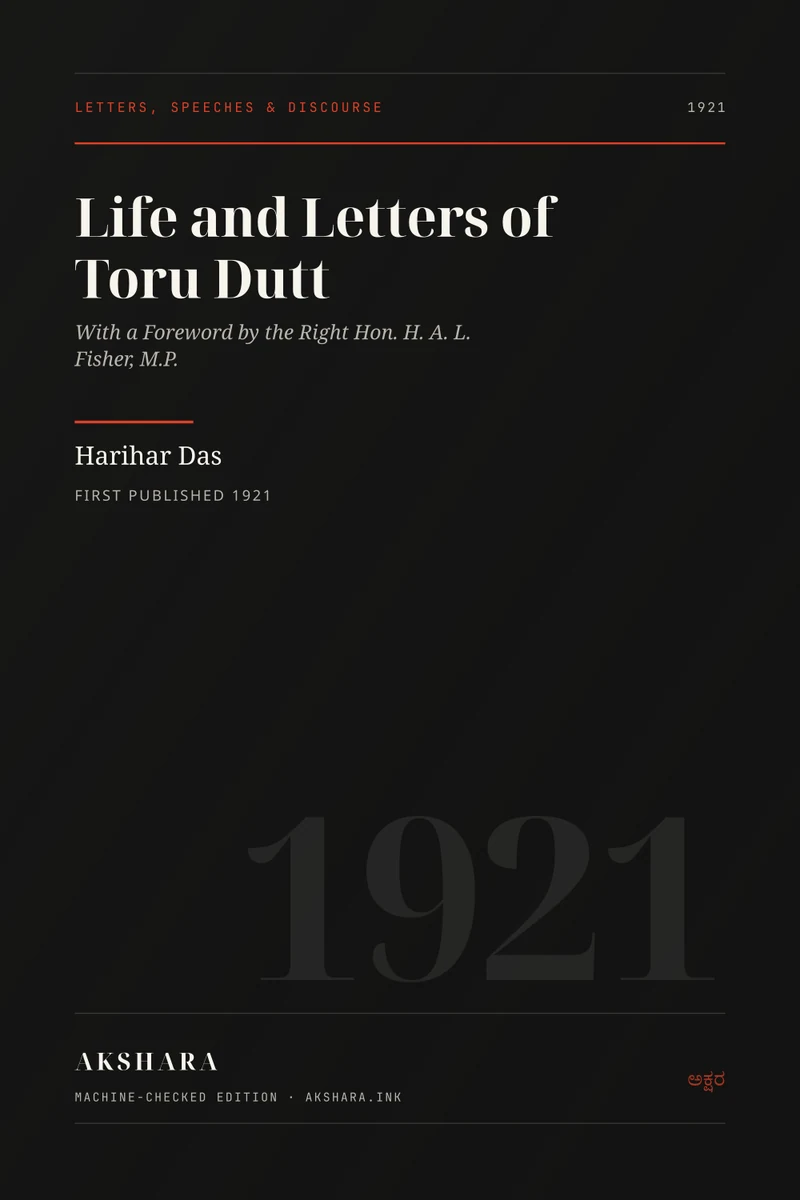 LETTERS, SPEECHES & DISCOURSE 1921
Life and Letters of
Toru Dutt
With a Foreword by the Right Hon. H. A. L.
Fisher, M.P.
Harihar Das
FIRST PUBLISHED 1921
1921
AKSHARA
ಅಕ್ಷರ
MACHINE-CHECKED EDITION · AKSHARA.INK